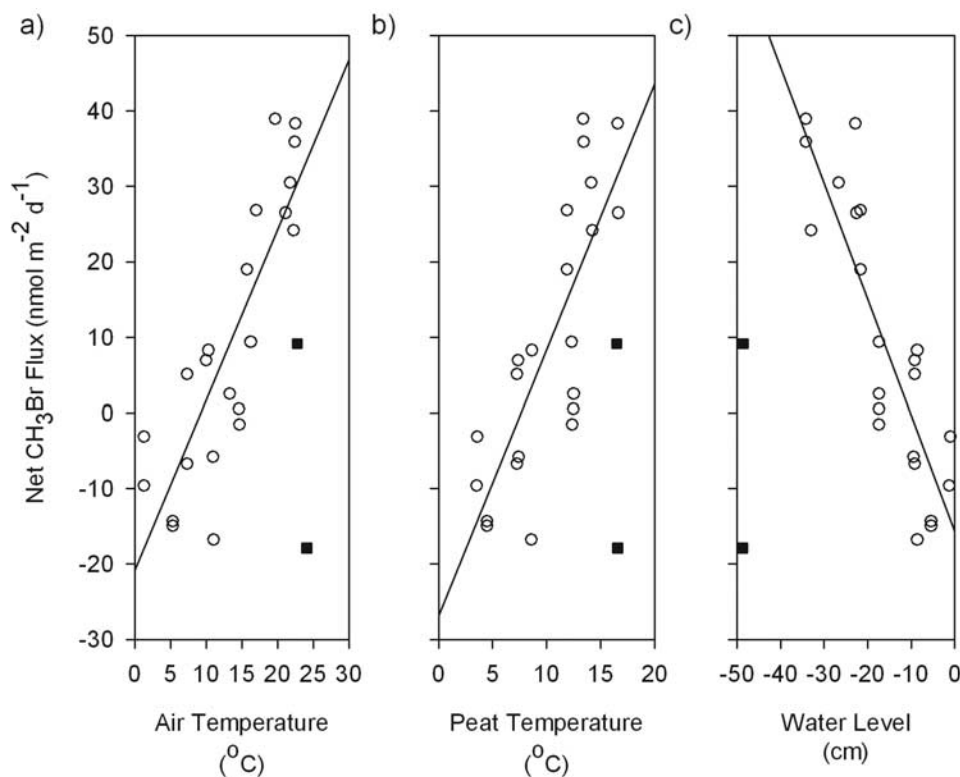 a)
b)
c)
Net CH₃Br Flux (nmol m⁻² d⁻¹)
50
40
30
20
10
0
-10
-20
-30
0 5 10 15 20 25 30
0 5 10 15 20
-50 -40 -30 -20 -10 0
Air Temperature
(°C)
Peat Temperature
(°C)
Water Level
(cm)